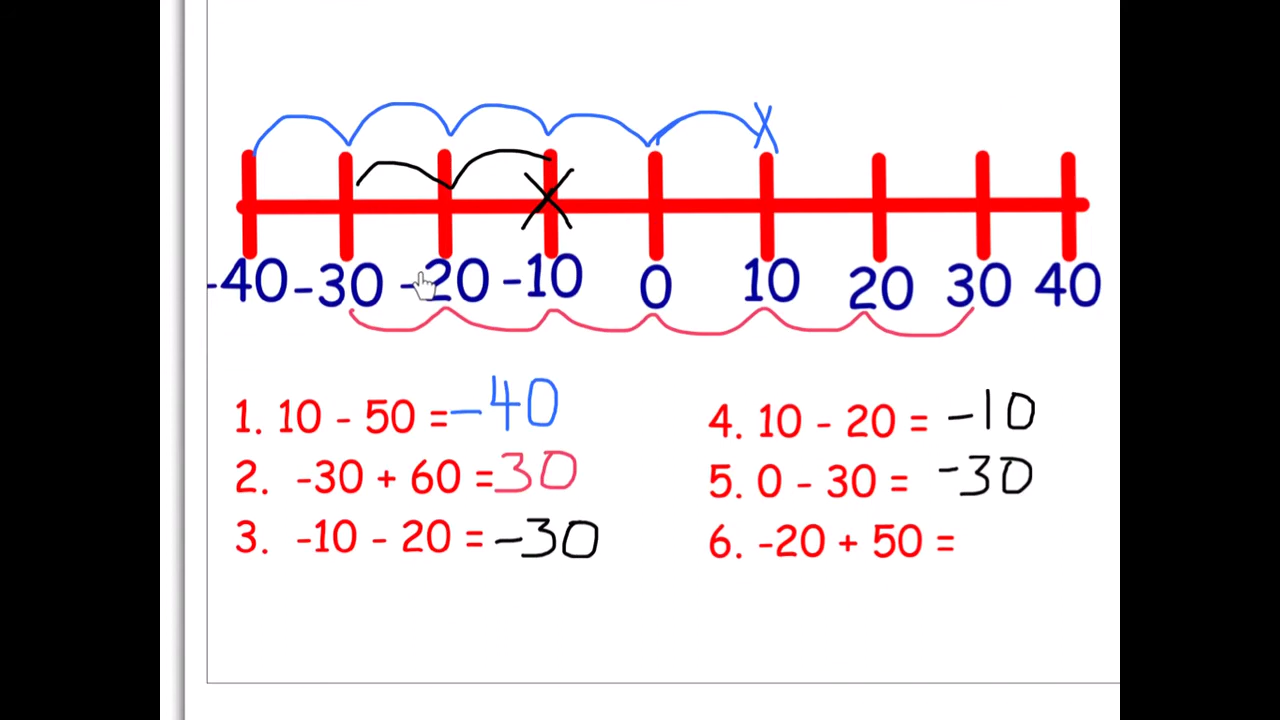 -40 -30 -20 -10 0 10 20 30 40
1. 10 - 50 = -40
2. -30 + 60 = 30
3. -10 - 20 = -30
4. 10 - 20 = -10
5. 0 - 30 = -30
6. -20 + 50 =